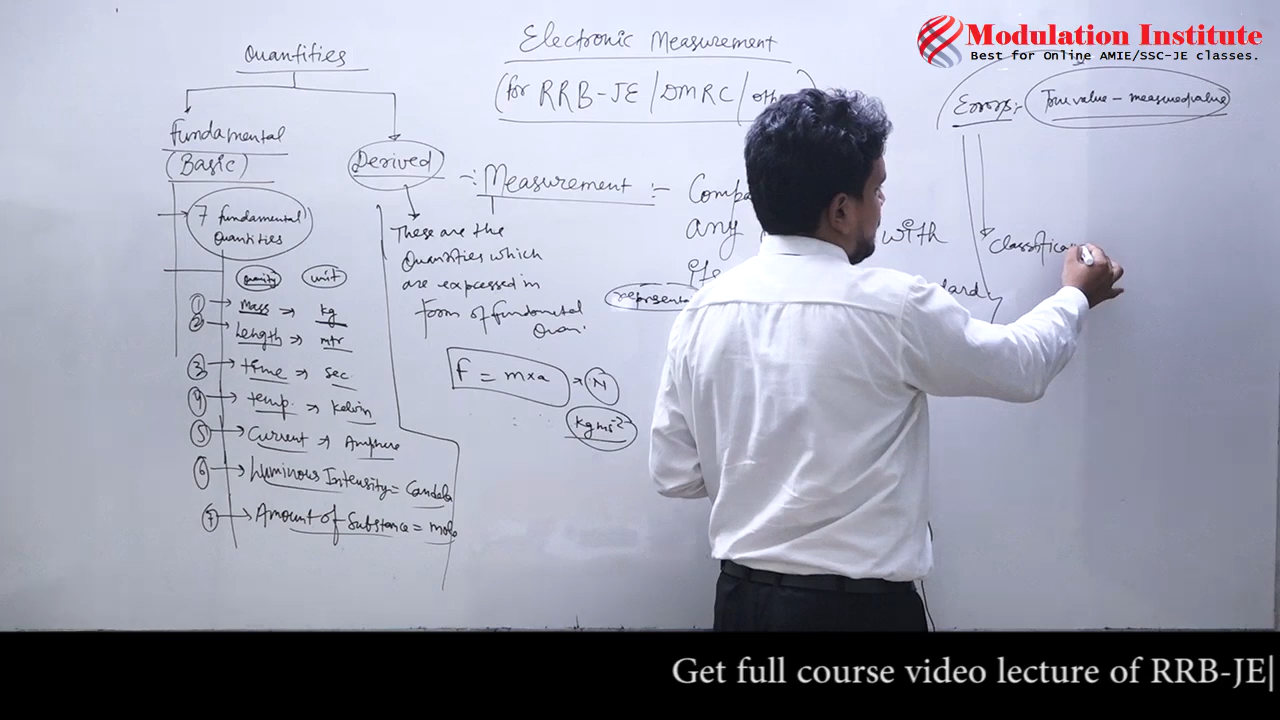 Modulation Institute
Best for Online AMIE/SSC-JE classes.
Electronic Measurement
(for RRB-JE / DMRC /
Quantities
Fundamental
(Basic)
Derived
7 fundamental
quantities
quantity unit
1 mass → kg
2 Length → mtr
3 time → sec
4 temp. → Kelvin
5 Current → Amphere
6 Luminous Intensity = Candela
7 Amount of Substance = mole
These are the
Quantities which
are expressed in
Form of fundamental
Quan.
F = m×a → N
kgms⁻²
Measurement :-
any with
Errors:- True value - measured value
Classifica
Get full course video lecture of RRB-JE|